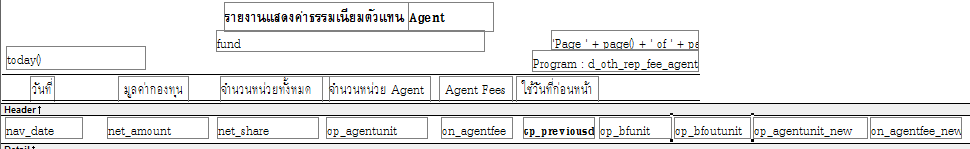 รายงานแสดงค่าธรรมเนียมตัวแทน Agent
fund
'Page ' + page() + ' of ' + pa
today()
Program : d_oth_rep_fee_agent
วันที่ มูลค่ากองทุน จำนวนหน่วยทั้งหมด จำนวนหน่วย Agent Agent Fees ใช้วันที่ก่อนหน้า
Header↑
nav_date net_amount net_share op_agentunit on_agentfee op_previousd op_bfunit op_bfoutunit op_agentunit_new on_agentfee_new
Detail↑